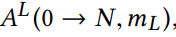 A^L(0 → N, m_L),